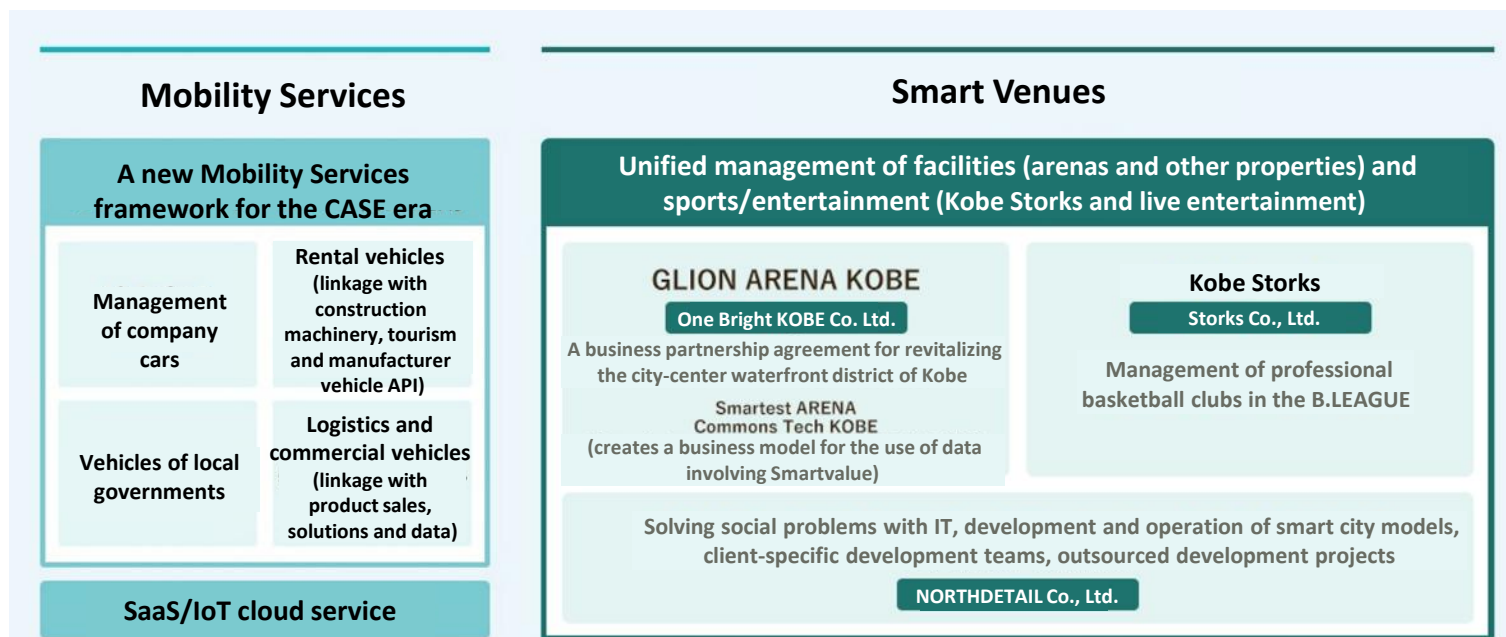 Mobility Services
A new Mobility Services
framework for the CASE era
Management
of company
cars
Rental vehicles
(linkage with
construction
machinery, tourism
and manufacturer
vehicle API)
Vehicles of local
governments
Logistics and
commercial vehicles
(linkage with
product sales,
solutions and data)
SaaS/IoT cloud service
Smart Venues
Unified management of facilities (arenas and other properties) and
sports/entertainment (Kobe Storks and live entertainment)
GLION ARENA KOBE
One Bright KOBE Co. Ltd.
A business partnership agreement for revitalizing
the city-center waterfront district of Kobe
Smartest ARENA
Commons Tech KOBE
(creates a business model for the use of data
involving Smartvalue)
Kobe Storks
Storks Co., Ltd.
Management of professional
basketball clubs in the B.LEAGUE
Solving social problems with IT, development and operation of smart city models,
client-specific development teams, outsourced development projects
NORTHDETAIL Co., Ltd.